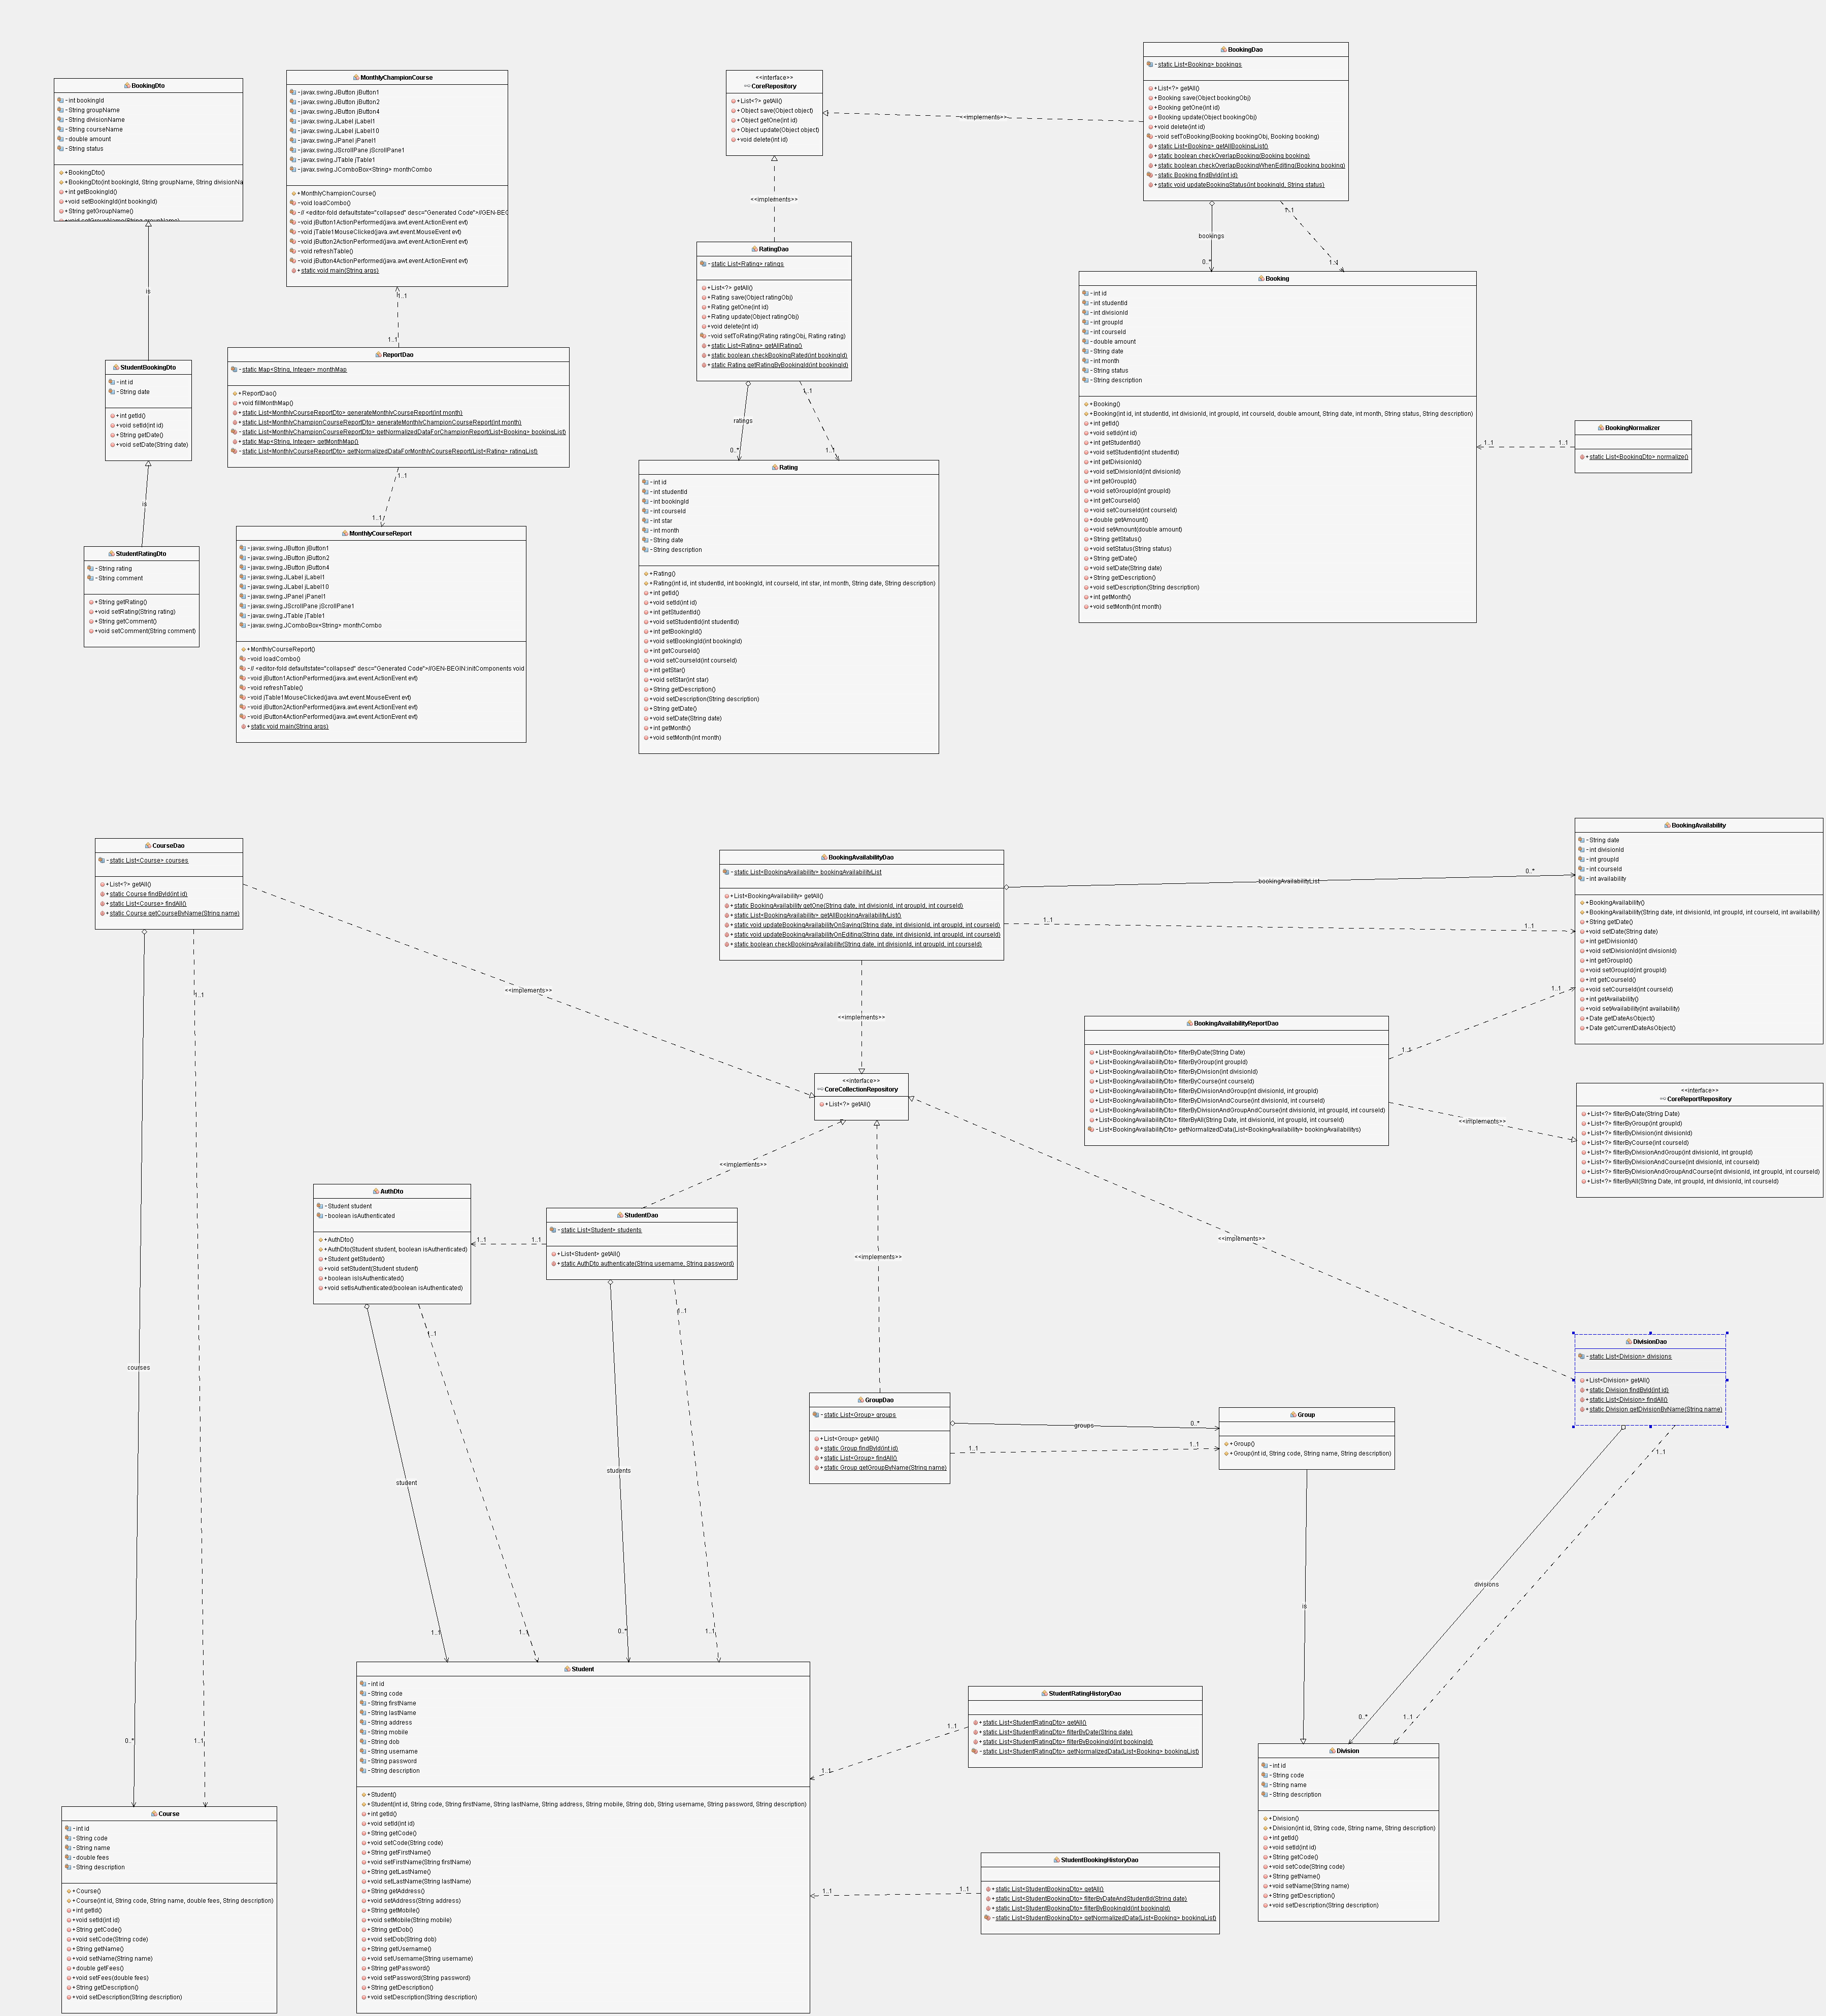 BookingDto
-int bookingId
-String groupName
-String divisionName
-String courseName
-double amount
-String status
+BookingDto()
+BookingDto(int bookingId, String groupName, String divisionNa
+int getBookingId()
+void setBookingId(int bookingId)
+String getGroupName()
+void setGroupName(String groupName)
is
StudentBookingDto
-int id
-String date
+int getId()
+void setId(int id)
+String getDate()
+void setDate(String date)
is
StudentRatingDto
-String rating
-String comment
+String getRating()
+void setRating(String rating)
+String getComment()
+void setComment(String comment)
MonthlyChampionCourse
-javax.swing.JButton jButton1
-javax.swing.JButton jButton2
-javax.swing.JButton jButton4
-javax.swing.JLabel jLabel1
-javax.swing.JLabel jLabel10
-javax.swing.JPanel jPanel1
-javax.swing.JScrollPane jScrollPane1
-javax.swing.JTable jTable1
-javax.swing.JComboBox<String> monthCombo
+MonthlyChampionCourse()
-void loadCombo()
-// <editor-fold defaultstate="collapsed" desc="Generated Code">//GEN-BEG
-void jButton1ActionPerformed(java.awt.event.ActionEvent evt)
-void jTable1MouseClicked(java.awt.event.MouseEvent evt)
-void jButton2ActionPerformed(java.awt.event.ActionEvent evt)
-void refreshTable()
-void jButton4ActionPerformed(java.awt.event.ActionEvent evt)
+static void main(String args)
1..1
1..1
ReportDao
-static Map<String, Integer> monthMap
+ReportDao()
+void fillMonthMap()
+static List<MonthlyCourseReportDto> generateMonthlyCourseReport(int month)
+static List<MonthlyChampionCourseReportDto> generateMonthlyChampionCourseReport(int month)
-static List<MonthlyChampionCourseReportDto> getNormalizedDataForChampionReport(List<Booking> bookingList)
+static Map<String, Integer> getMonthMap()
-static List<MonthlyCourseReportDto> getNormalizedDataForMonthlyCourseReport(List<Rating> ratingList)
1..1
1..1
MonthlyCourseReport
-javax.swing.JButton jButton1
-javax.swing.JButton jButton2
-javax.swing.JButton jButton4
-javax.swing.JLabel jLabel1
-javax.swing.JLabel jLabel10
-javax.swing.JPanel jPanel1
-javax.swing.JScrollPane jScrollPane1
-javax.swing.JTable jTable1
-javax.swing.JComboBox<String> monthCombo
+MonthlyCourseReport()
-void loadCombo()
-// <editor-fold defaultstate="collapsed" desc="Generated Code">//GEN-BEGIN:initComponents void
-void jButton1ActionPerformed(java.awt.event.ActionEvent evt)
-void refreshTable()
-void jTable1MouseClicked(java.awt.event.MouseEvent evt)
-void jButton2ActionPerformed(java.awt.event.ActionEvent evt)
-void jButton4ActionPerformed(java.awt.event.ActionEvent evt)
+static void main(String args)
<<interface>>
CoreRepository
+List<?> getAll()
+Object save(Object object)
+Object getOne(int id)
+Object update(Object object)
+void delete(int id)
<<implements>>
<<implements>>
RatingDao
-static List<Rating> ratings
+List<?> getAll()
+Rating save(Object ratingObj)
+Rating getOne(int id)
+Rating update(Object ratingObj)
+void delete(int id)
-void setToRating(Rating ratingObj, Rating rating)
+static List<Rating> getAllRating()
+static boolean checkBookingRated(int bookingId)
+static Rating getRatingByBookingId(int bookingId)
1..1
ratings
0..*
1..1
Rating
-int id
-int studentId
-int bookingId
-int courseId
-int star
-int month
-String date
-String description
+Rating()
+Rating(int id, int studentId, int bookingId, int courseId, int star, int month, String date, String description)
+int getId()
+void setId(int id)
+int getStudentId()
+void setStudentId(int studentId)
+int getBookingId()
+void setBookingId(int bookingId)
+int getCourseId()
+void setCourseId(int courseId)
+int getStar()
+void setStar(int star)
+String getDescription()
+void setDescription(String description)
+String getDate()
+void setDate(String date)
+int getMonth()
+void setMonth(int month)
BookingDao
-static List<Booking> bookings
+List<?> getAll()
+Booking save(Object bookingObj)
+Booking getOne(int id)
+Booking update(Object bookingObj)
+void delete(int id)
-void setToBooking(Booking bookingObj, Booking booking)
+static List<Booking> getAllBookingList()
+static boolean checkOverlapBooking(Booking booking)
+static boolean checkOverlapBookingWhenEditing(Booking booking)
-static Booking findById(int id)
+static void updateBookingStatus(int bookingId, String status)
1..1
bookings
0..*
1..1
Booking
-int id
-int studentId
-int divisionId
-int groupId
-int courseId
-double amount
-String date
-int month
-String status
-String description
+Booking()
+Booking(int id, int studentId, int divisionId, int groupId, int courseId, double amount, String date, int month, String status, String description)
+int getId()
+void setId(int id)
+int getStudentId()
+void setStudentId(int studentId)
+int getDivisionId()
+void setDivisionId(int divisionId)
+int getGroupId()
+void setGroupId(int groupId)
+int getCourseId()
+void setCourseId(int courseId)
+double getAmount()
+void setAmount(double amount)
+String getStatus()
+void setStatus(String status)
+String getDate()
+void setDate(String date)
+String getDescription()
+void setDescription(String description)
+int getMonth()
+void setMonth(int month)
1..1
1..1
BookingNormalizer
+static List<BookingDto> normalize()
CourseDao
-static List<Course> courses
+List<?> getAll()
+static Course findById(int id)
+static List<Course> findAll()
+static Course getCourseByName(String name)
1..1
<<implements>>
courses
0..*
1..1
Course
-int id
-String code
-String name
-double fees
-String description
+Course()
+Course(int id, String code, String name, double fees, String description)
+int getId()
+void setId(int id)
+String getCode()
+void setCode(String code)
+String getName()
+void setName(String name)
+double getFees()
+void setFees(double fees)
+String getDescription()
+void setDescription(String description)
BookingAvailabilityDao
-static List<BookingAvailability> bookingAvailabilityList
+List<BookingAvailability> getAll()
+static BookingAvailability getOne(String date, int divisionId, int groupId, int courseId)
+static List<BookingAvailability> getAllBookingAvailabilityList()
+static void updateBookingAvailabilityOnSaving(String date, int divisionId, int groupId, int courseId)
+static void updateBookingAvailabilityOnEditing(String date, int divisionId, int groupId, int courseId)
+static boolean checkBookingAvailability(String date, int divisionId, int groupId, int courseId)
bookingAvailabilityList
0..*
1..1
1..1
<<implements>>
BookingAvailability
-String date
-int divisionId
-int groupId
-int courseId
-int availability
+BookingAvailability()
+BookingAvailability(String date, int divisionId, int groupId, int courseId, int availability)
+String getDate()
+void setDate(String date)
+int getDivisionId()
+void setDivisionId(int divisionId)
+int getGroupId()
+void setGroupId(int groupId)
+int getCourseId()
+void setCourseId(int courseId)
+int getAvailability()
+void setAvailability(int availability)
+Date getDateAsObject()
+Date getCurrentDateAsObject()
1..1
1..1
BookingAvailabilityReportDao
+List<BookingAvailabilityDto> filterByDate(String Date)
+List<BookingAvailabilityDto> filterByGroup(int groupId)
+List<BookingAvailabilityDto> filterByDivision(int divisionId)
+List<BookingAvailabilityDto> filterByCourse(int courseId)
+List<BookingAvailabilityDto> filterByDivisionAndGroup(int divisionId, int groupId)
+List<BookingAvailabilityDto> filterByDivisionAndCourse(int divisionId, int courseId)
+List<BookingAvailabilityDto> filterByDivisionAndGroupAndCourse(int divisionId, int groupId, int courseId)
+List<BookingAvailabilityDto> filterByAll(String Date, int divisionId, int groupId, int courseId)
-List<BookingAvailabilityDto> getNormalizedData(List<BookingAvailability> bookingAvailabilitys)
<<implements>>
<<interface>>
CoreReportRepository
+List<?> filterByDate(String Date)
+List<?> filterByGroup(int groupId)
+List<?> filterByDivision(int divisionId)
+List<?> filterByCourse(int courseId)
+List<?> filterByDivisionAndGroup(int divisionId, int groupId)
+List<?> filterByDivisionAndCourse(int divisionId, int courseId)
+List<?> filterByDivisionAndGroupAndCourse(int divisionId, int groupId, int courseId)
+List<?> filterByAll(String Date, int groupId, int divisionId, int courseId)
<<interface>>
CoreCollectionRepository
+List<?> getAll()
<<implements>>
<<implements>>
<<implements>>
AuthDto
-Student student
-boolean isAuthenticated
+AuthDto()
+AuthDto(Student student, boolean isAuthenticated)
+Student getStudent()
+void setStudent(Student student)
+boolean isIsAuthenticated()
+void setIsAuthenticated(boolean isAuthenticated)
1..1
1..1
StudentDao
-static List<Student> students
+List<Student> getAll()
+static AuthDto authenticate(String username, String password)
1..1
1..1
student
students
1..1
1..1
0..*
1..1
GroupDao
-static List<Group> groups
+List<Group> getAll()
+static Group findById(int id)
+static List<Group> findAll()
+static Group getGroupByName(String name)
groups
0..*
1..1
1..1
Group
+Group()
+Group(int id, String code, String name, String description)
is
DivisionDao
-static List<Division> divisions
+List<Division> getAll()
+static Division findById(int id)
+static List<Division> findAll()
+static Division getDivisionByName(String name)
1..1
divisions
0..*
1..1
Student
-int id
-String code
-String firstName
-String lastName
-String address
-String mobile
-String dob
-String username
-String password
-String description
+Student()
+Student(int id, String code, String firstName, String lastName, String address, String mobile, String dob, String username, String password, String description)
+int getId()
+void setId(int id)
+String getCode()
+void setCode(String code)
+String getFirstName()
+void setFirstName(String firstName)
+String getLastName()
+void setLastName(String lastName)
+String getAddress()
+void setAddress(String address)
+String getMobile()
+void setMobile(String mobile)
+String getDob()
+void setDob(String dob)
+String getUsername()
+void setUsername(String username)
+String getPassword()
+void setPassword(String password)
+String getDescription()
+void setDescription(String description)
StudentRatingHistoryDao
+static List<StudentRatingDto> getAll()
+static List<StudentRatingDto> filterByDate(String date)
+static List<StudentRatingDto> filterByBookingId(int bookingId)
-static List<StudentRatingDto> getNormalizedData(List<Booking> bookingList)
1..1
1..1
StudentBookingHistoryDao
+static List<StudentBookingDto> getAll()
+static List<StudentBookingDto> filterByDateAndStudentId(String date)
+static List<StudentBookingDto> filterByBookingId(int bookingId)
-static List<StudentBookingDto> getNormalizedData(List<Booking> bookingList)
1..1
1..1
Division
-int id
-String code
-String name
-String description
+Division()
+Division(int id, String code, String name, String description)
+int getId()
+void setId(int id)
+String getCode()
+void setCode(String code)
+String getName()
+void setName(String name)
+String getDescription()
+void setDescription(String description)